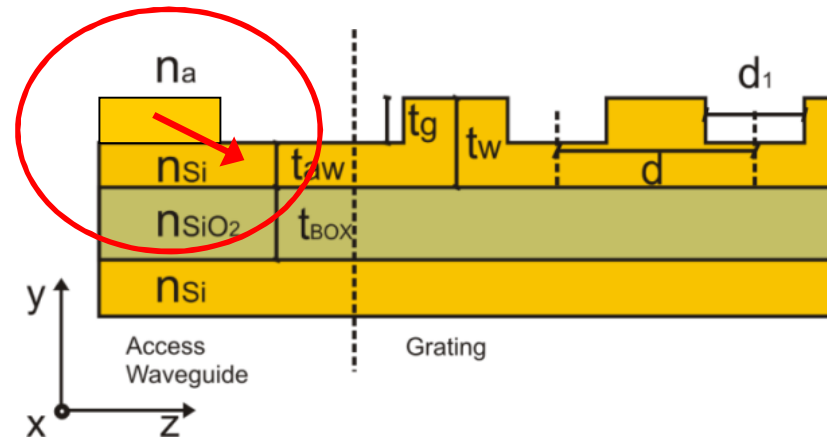 na
d1
tg
tw
nSi
taw
d
nSiO2
tBOX
nSi
y
Access
Waveguide
Grating
x
z